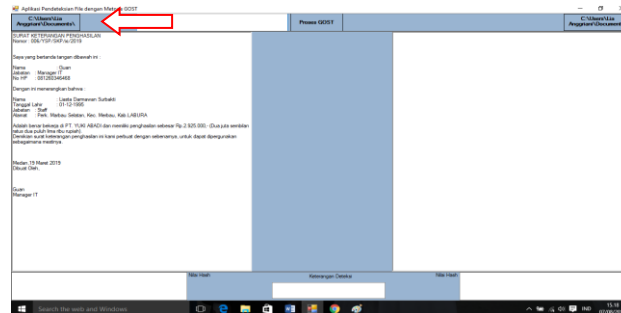 Aplikasi Pendeteksian File dengan Metode GOST
C:\Users\Lia
Anggriani\Documents\
Proses GOST
C:\Users\Lia
Anggriani\Documents\
SURAT KETERANGAN PENGHASILAN
Nomor : 006/YSP/SKP/iii/2019
Saya yang bertanda tangan dibawah ini :
Nama : Guan
Jabatan : Manager IT
No HP : 081260346468
Dengan ini menerangkan bahwa :
Nama : Liasta Darmawan Surbakti
Tanggal Lahir : 01-12-1995
Jabatan : Staff
Alamat : Perk. Merbau Selatan, Kec. Merbau, Kab LABURA
Adalah benar bekerja di PT. YUKI ABADI dan memiliki penghasilan sebesar Rp.2.925.000.- (Dua juta sembilan
ratus dua puluh lima ribu rupiah).
Demikian surat keterangan penghasilan ini kami perbuat dengan sebenarnya, untuk dapat dipergunakan
sebagaimana mestinya.
Medan,19 Maret 2019
Dibuat Oleh,
Guan
Manager IT
Nilai Hash
Keterangan Deteksi
Nilai Hash
Search the web and Windows
IND
15.18